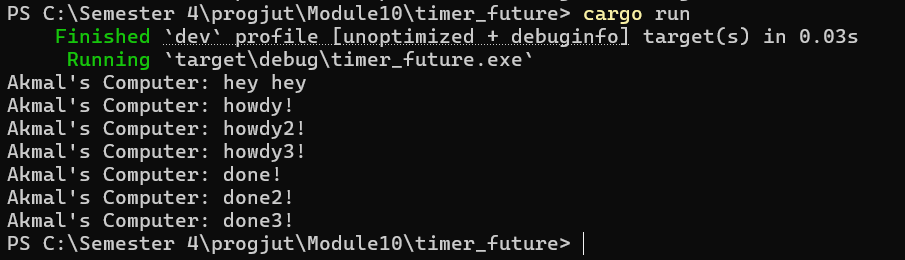 PS C:\Semester 4\progjut\Module10\timer_future> cargo run
    Finished `dev` profile [unoptimized + debuginfo] target(s) in 0.03s
     Running `target\debug\timer_future.exe`
Akmal's Computer: hey hey
Akmal's Computer: howdy!
Akmal's Computer: howdy2!
Akmal's Computer: howdy3!
Akmal's Computer: done!
Akmal's Computer: done2!
Akmal's Computer: done3!
PS C:\Semester 4\progjut\Module10\timer_future>